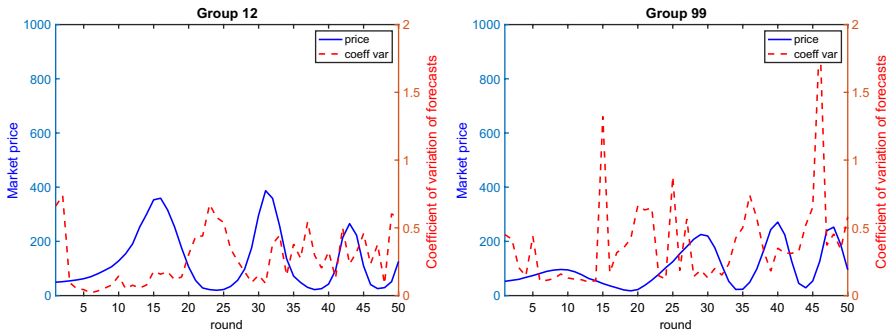 Group 12
1000
800
600
400
200
0
Market price
5 10 15 20 25 30 35 40 45 50
round
2
1.5
1
0.5
0
Coefficient of variation of forecasts
price
coeff var
Group 99
1000
800
600
400
200
0
Market price
5 10 15 20 25 30 35 40 45 50
round
2
1.5
1
0.5
0
Coefficient of variation of forecasts
price
coeff var